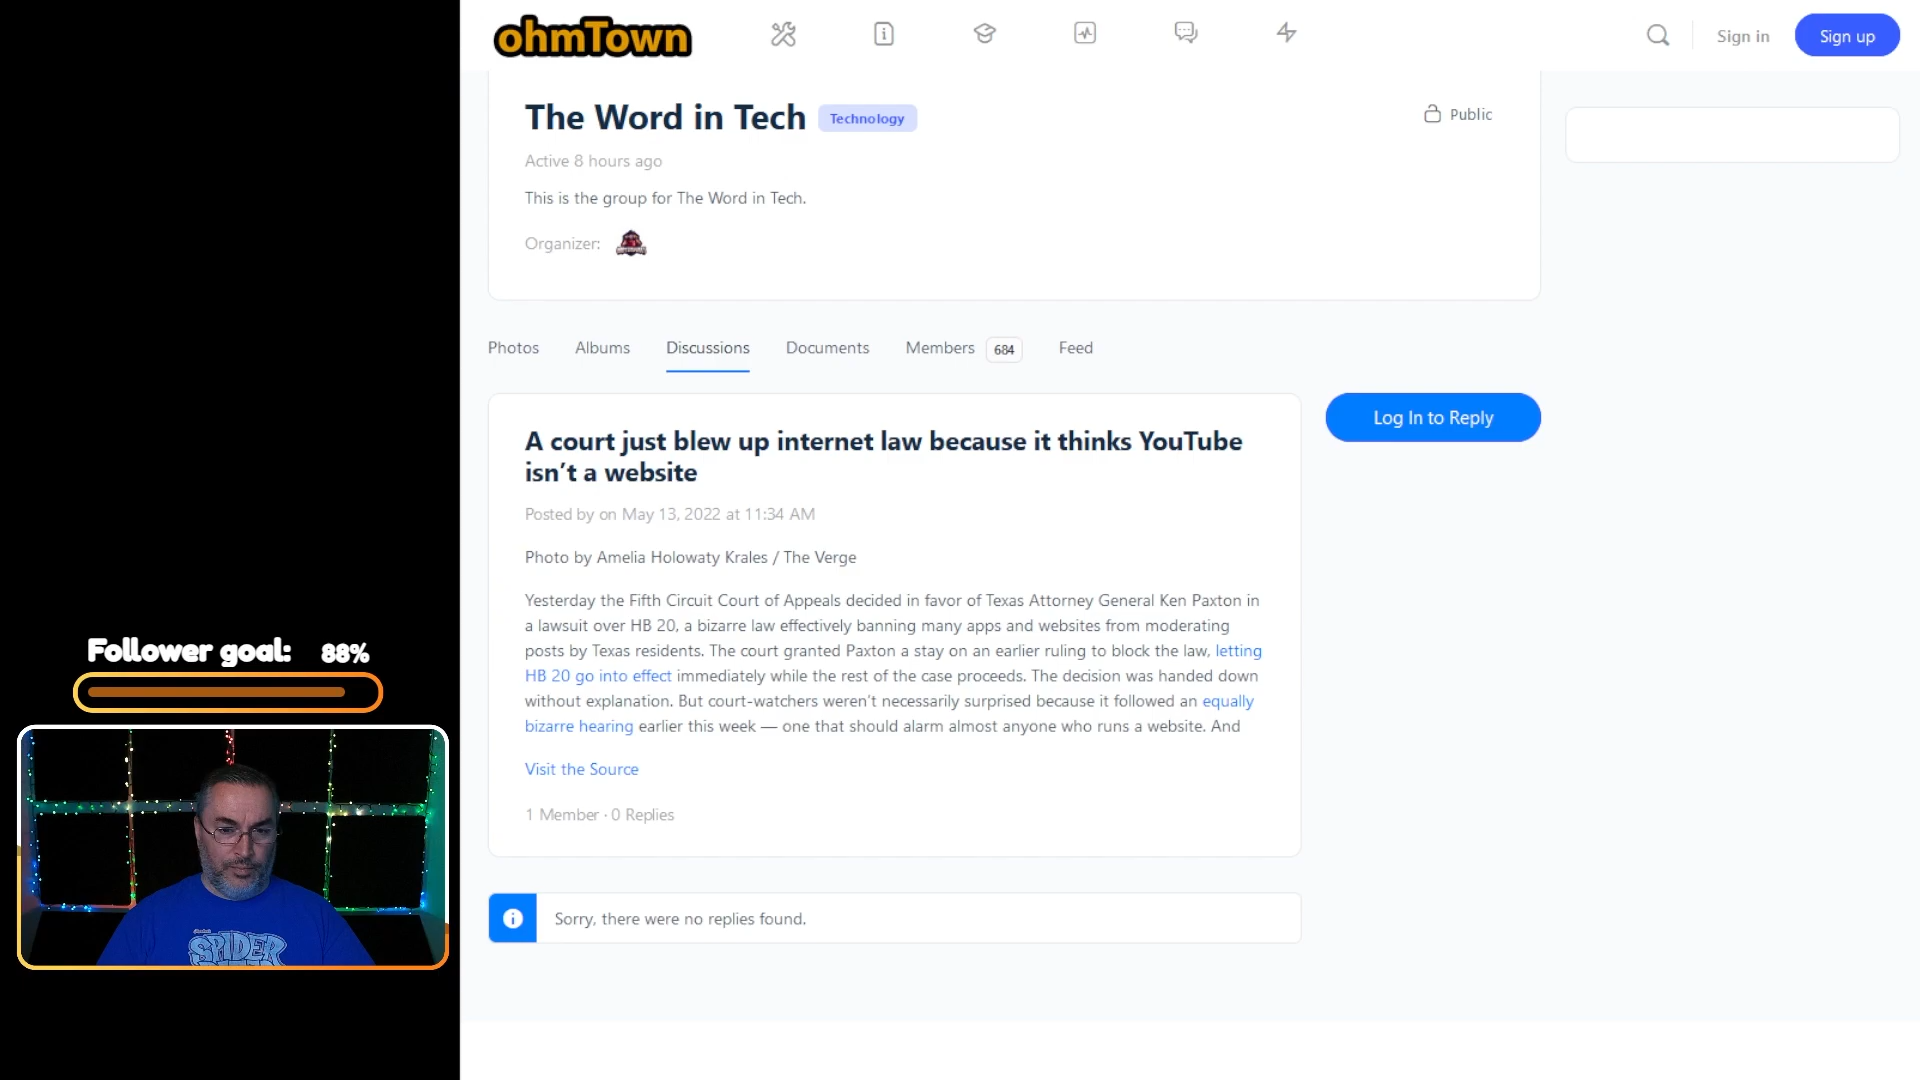 ohmTown
Sign in
Sign up
The Word in Tech
Technology
Public
Active 8 hours ago
This is the group for The Word in Tech.
Organizer:
Photos
Albums
Discussions
Documents
Members
684
Feed
A court just blew up internet law because it thinks YouTube
isn’t a website
Log In to Reply
Posted by on May 13, 2022 at 11:34 AM
Photo by Amelia Holowaty Krales / The Verge
Yesterday the Fifth Circuit Court of Appeals decided in favor of Texas Attorney General Ken Paxton in
a lawsuit over HB 20, a bizarre law effectively banning many apps and websites from moderating
posts by Texas residents. The court granted Paxton a stay on an earlier ruling to block the law, letting
HB 20 go into effect immediately while the rest of the case proceeds. The decision was handed down
without explanation. But court-watchers weren’t necessarily surprised because it followed an equally
bizarre hearing earlier this week — one that should alarm almost anyone who runs a website. And
Visit the Source
1 Member · 0 Replies
Sorry, there were no replies found.
Follower goal:
88%
SPIDER